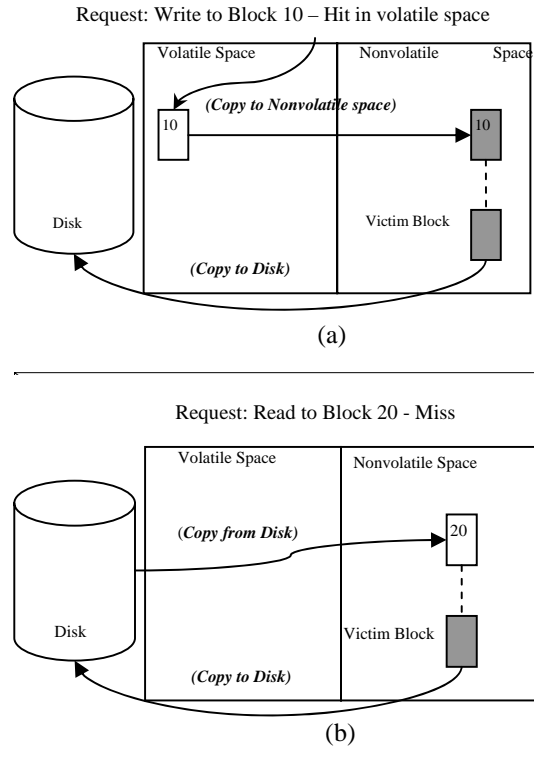 Request: Write to Block 10 – Hit in volatile space
Volatile Space
Nonvolatile Space
(Copy to Nonvolatile space)
10
10
Disk
Victim Block
(Copy to Disk)
(a)
Request: Read to Block 20 - Miss
Volatile Space
Nonvolatile Space
(Copy from Disk)
20
Disk
Victim Block
(Copy to Disk)
(b)